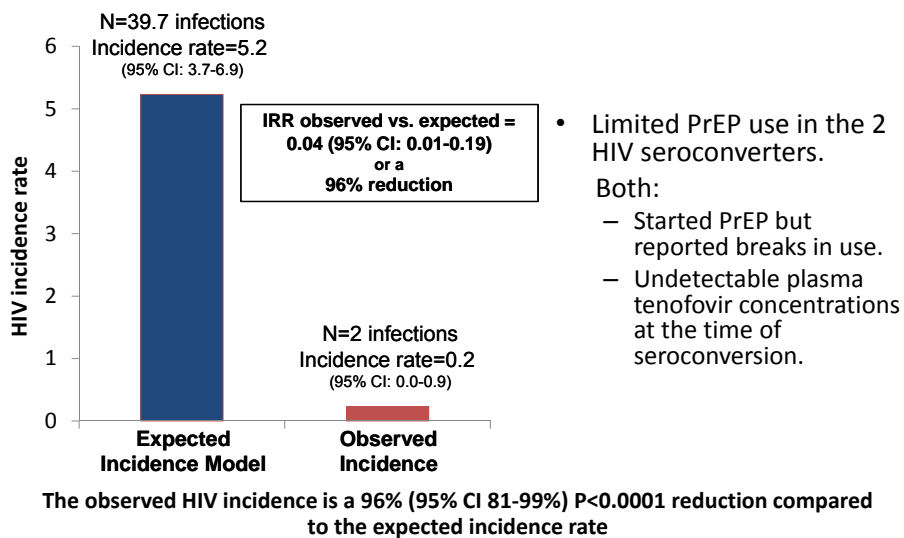 N=39.7 infections
Incidence rate=5.2
(95% CI: 3.7-6.9)
6
5
4
3
2
1
0
HIV incidence rate
IRR observed vs. expected =
0.04 (95% CI: 0.01-0.19)
or a
96% reduction
N=2 infections
Incidence rate=0.2
(95% CI: 0.0-0.9)
Expected
Incidence Model
Observed
Incidence
• Limited PrEP use in the 2
HIV seroconverters.
Both:
– Started PrEP but
reported breaks in use.
– Undetectable plasma
tenofovir concentrations
at the time of
seroconversion.
The observed HIV incidence is a 96% (95% CI 81-99%) P<0.0001 reduction compared
to the expected incidence rate